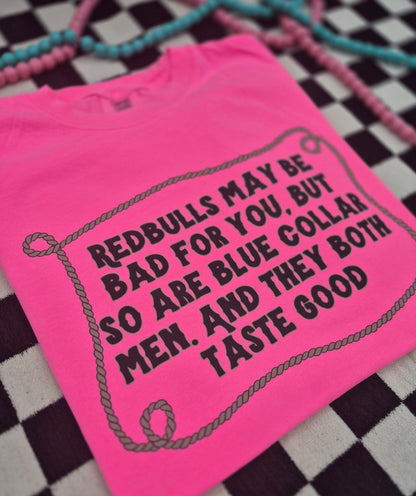 REDBULLS MAY BE
BAD FOR YOU, BUT
SO ARE BLUE COLLAR
MEN. AND THEY BOTH
TASTE GOOD